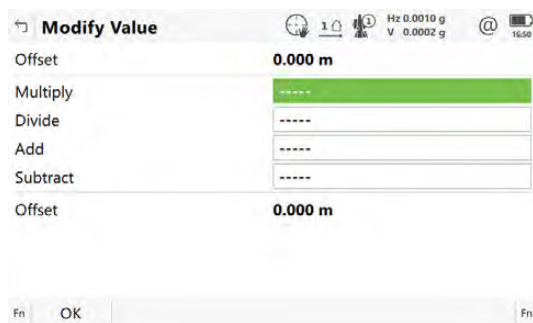 Modify Value 1 1 Hz 0.0010 g @
V 0.0002 g 16:50
Offset 0.000 m
Multiply -----
Divide -----
Add -----
Subtract -----
Offset 0.000 m
Fn OK Fn